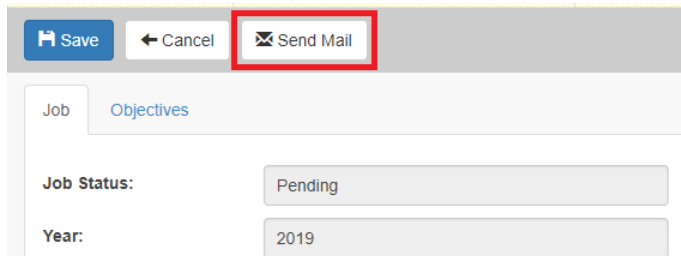 Save Cancel Send Mail
Job Objectives
Job Status: Pending
Year: 2019